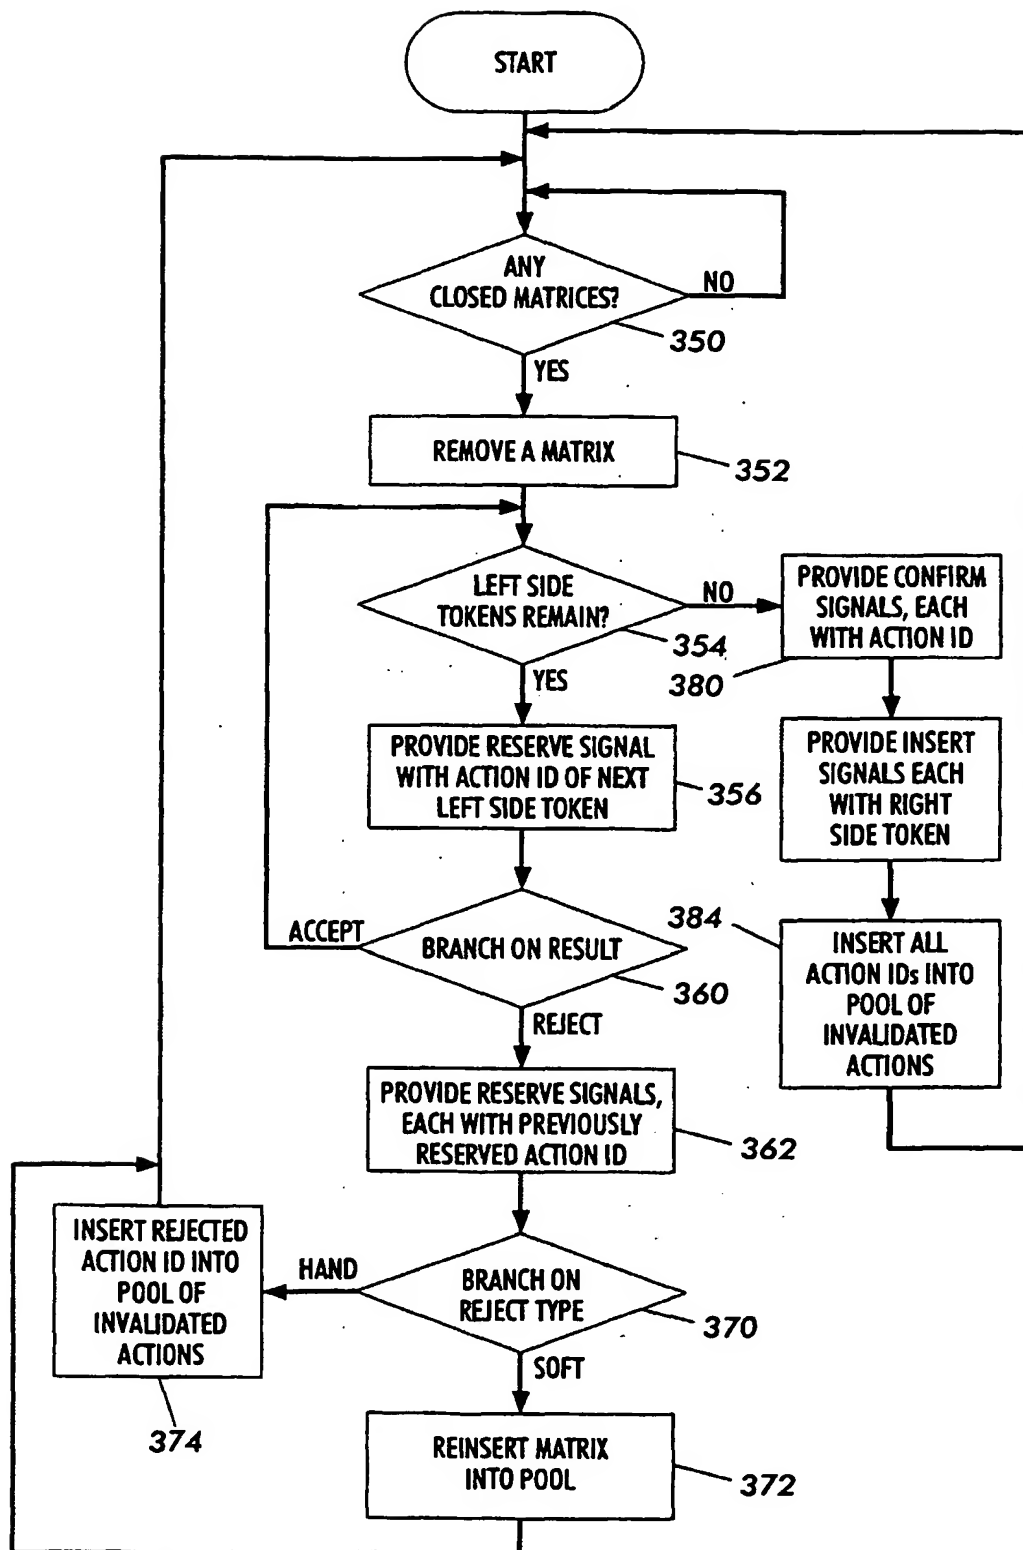 START
ANY
CLOSED MATRICES?
NO
350
YES
REMOVE A MATRIX
352
LEFT SIDE
TOKENS REMAIN?
NO
354
YES
PROVIDE CONFIRM
SIGNALS, EACH
WITH ACTION ID
380
PROVIDE RESERVE SIGNAL
WITH ACTION ID OF NEXT
LEFT SIDE TOKEN
356
PROVIDE INSERT
SIGNALS EACH
WITH RIGHT
SIDE TOKEN
ACCEPT
BRANCH ON RESULT
360
REJECT
384
INSERT ALL
ACTION IDs INTO
POOL OF
INVALIDATED
ACTIONS
PROVIDE RESERVE SIGNALS,
EACH WITH PREVIOUSLY
RESERVED ACTION ID
362
INSERT REJECTED
ACTION ID INTO
POOL OF
INVALIDATED
ACTIONS
374
HAND
BRANCH ON
REJECT TYPE
370
SOFT
REINSERT MATRIX
INTO POOL
372